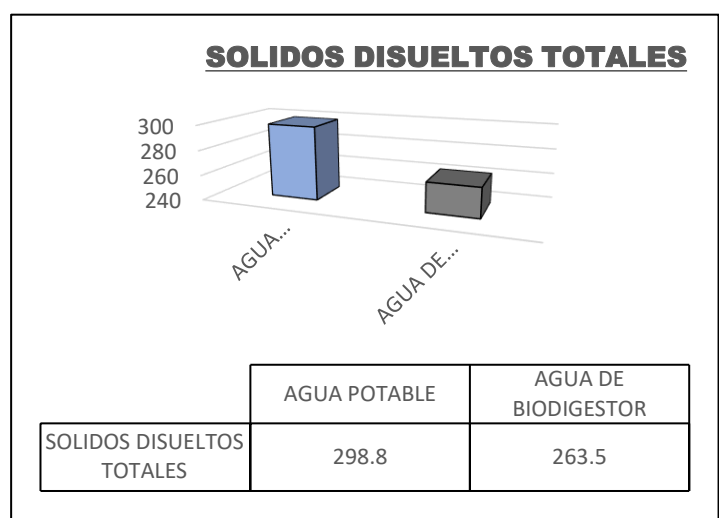 SOLIDOS DISUELTOS TOTALES
300
280
260
240
AGUA...
AGUA DE...
AGUA POTABLE
AGUA DE
BIODIGESTOR
SOLIDOS DISUELTOS
TOTALES
298.8
263.5